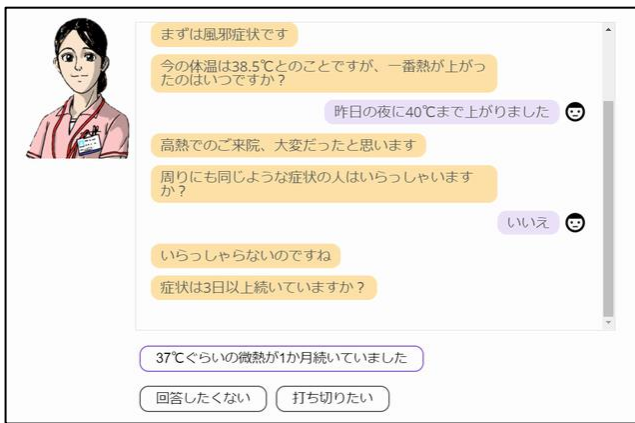 まずは風邪症状です
今の体温は38.5℃とのことですが、一番熱が上がっ
たのはいつですか？
昨日の夜に40℃まで上がりました
高熱でのご来院、大変だったと思います
周りにも同じような症状の人はいらっしゃいます
か？
いいえ
いらっしゃらないのですね
症状は3日以上続いていますか？
37℃ぐらいの微熱が1か月続いていました
回答したくない
打ち切りたい